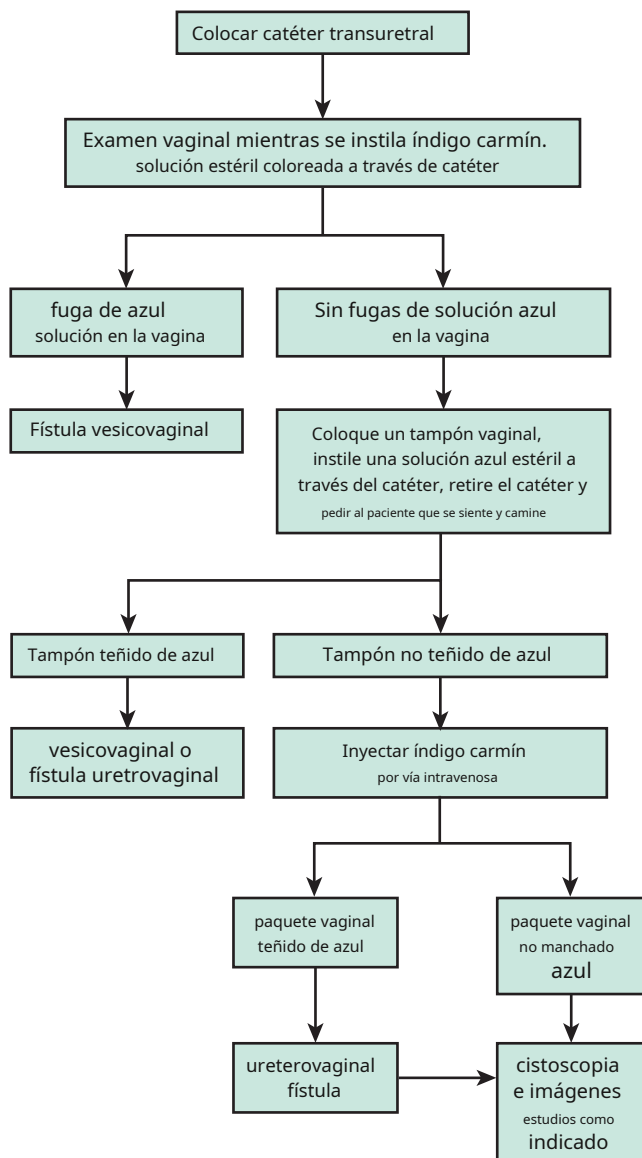 Colocar catéter transuretral
Examen vaginal mientras se instila índigo carmín.
solución estéril coloreada a través de catéter
fuga de azul
solución en la vagina
Sin fugas de solución azul
en la vagina
Fístula vesicovaginal
Coloque un tampón vaginal,
instile una solución azul estéril a
través del catéter, retire el catéter y
pedir al paciente que se siente y camine
Tampón teñido de azul
Tampón no teñido de azul
vesicovaginal o
fístula uretrovaginal
Inyectar índigo carmín
por vía intravenosa
paquete vaginal
teñido de azul
paquete vaginal
no manchado
azul
ureterovaginal
fístula
cistoscopia
e imágenes
estudios como
indicado